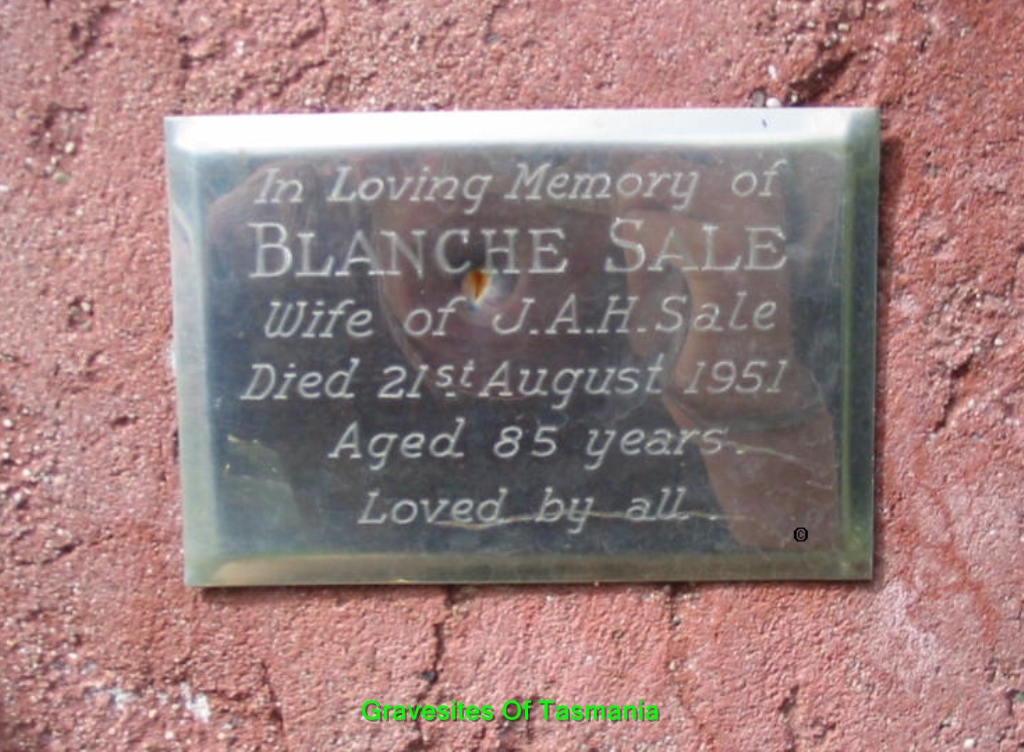 In Loving Memory of
BLANCHE SALE
Wife of J.A.H. Sale
Died 21st August 1951
Aged 85 years.
Loved by all
©
Gravesites Of Tasmania